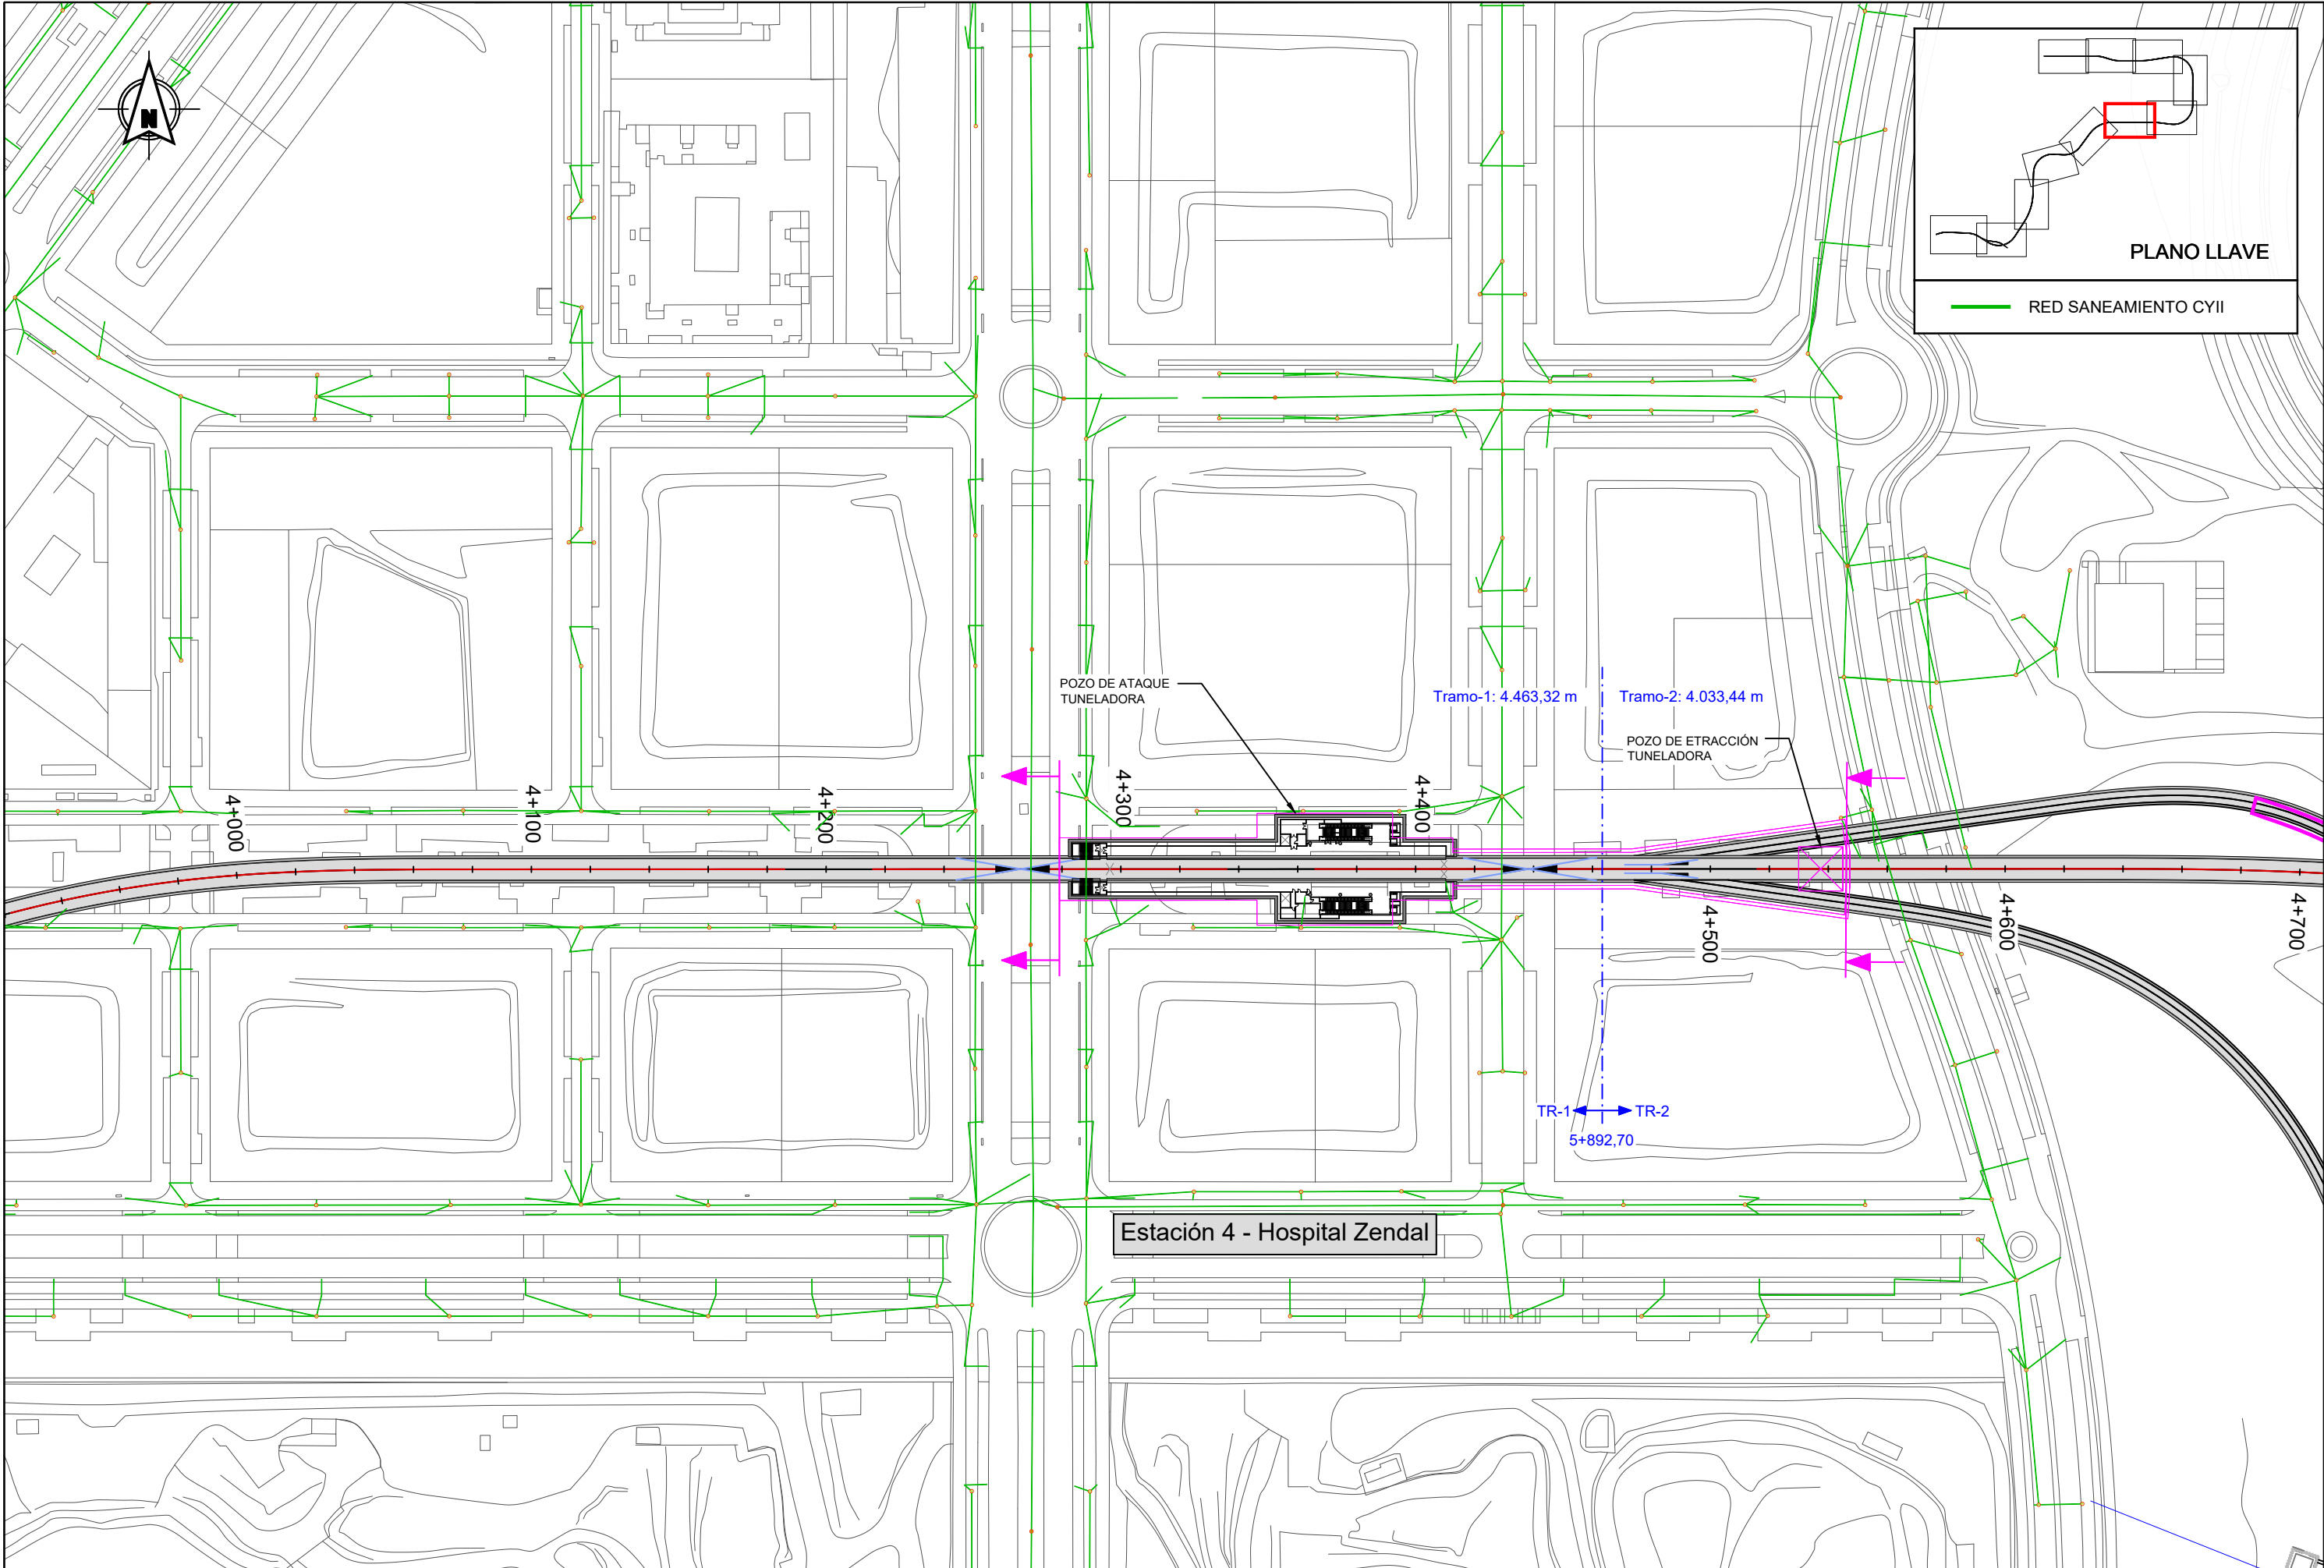 N
PLANO LLAVE
RED SANEAMIENTO CYII
POZO DE ATAQUE
TUNELADORA
Tramo-1: 4.463,32 m
Tramo-2: 4.033,44 m
POZO DE ETRACCIÓN
TUNELADORA
4+000
4+100
4+200
4+300
4+400
4+500
4+600
4+700
TR-1
TR-2
5+892,70
Estación 4 - Hospital Zendal